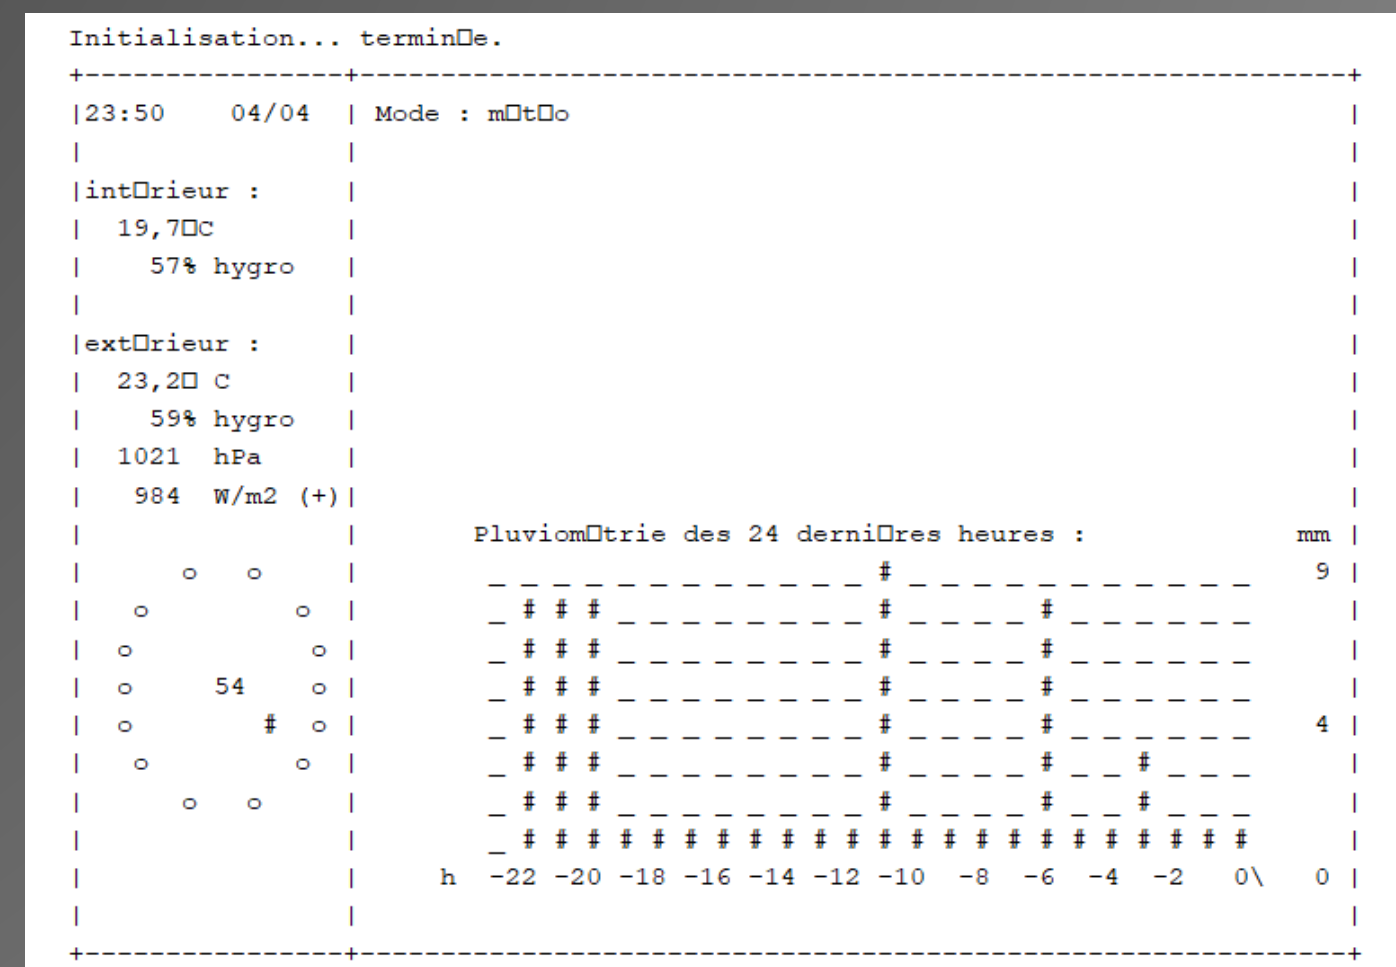 Initialisation... termin□e.
+----------------+---------------------------------------------------------------+
|23:50    04/04  | Mode : m□t□o                                                |
|                |                                                              |
|int□rieur :     |                                                              |
|  19,7□C        |                                                              |
|    57% hygro   |                                                              |
|                |                                                              |
|ext□rieur :     |                                                              |
|  23,2□ C       |                                                              |
|    59% hygro   |                                                              |
|  1021  hPa     |                                                              |
|   984  W/m2 (+)|                                                              |
|                |       Pluviom□trie des 24 derni□res heures :             mm |
|      o   o     |        _ _ _ _ _ _ _ _ _ _ _ _ # _ _ _ _ _ _ _ _ _ _ _    9 |
|   o         o  |        _ # # # _ _ _ _ _ _ _ _ # _ _ _ _ # _ _ _ _ _ _      |
|  o           o |        _ # # # _ _ _ _ _ _ _ _ # _ _ _ _ # _ _ _ _ _ _      |
|  o     54    o |        _ # # # _ _ _ _ _ _ _ _ # _ _ _ _ # _ _ _ _ _ _      |
|  o        #  o |        _ # # # _ _ _ _ _ _ _ _ # _ _ _ _ # _ _ _ _ _ _    4 |
|   o         o  |        _ # # # _ _ _ _ _ _ _ _ # _ _ _ _ # _ _ # _ _ _      |
|      o   o     |        _ # # # _ _ _ _ _ _ _ _ # _ _ _ _ # _ _ # _ _ _      |
|                |        _ # # # # # # # # # # # # # # # # # # # # # # #      |
|                |     h  -22 -20 -18 -16 -14 -12 -10  -8  -6  -4  -2   0\   0 |
|                |                                                              |
+----------------+---------------------------------------------------------------+